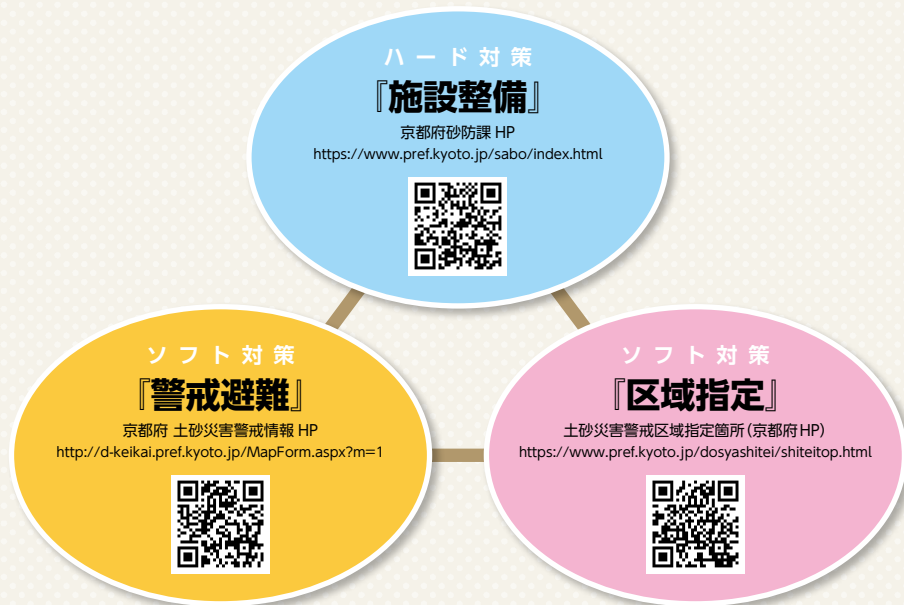 ハード対策
『施設整備』
京都府砂防課 HP
https://www.pref.kyoto.jp/sabo/index.html
ソフト対策
『警戒避難』
京都府 土砂災害警戒情報 HP
http://d-keikai.pref.kyoto.jp/MapForm.aspx?m=1
ソフト対策
『区域指定』
土砂災害警戒区域指定箇所(京都府HP)
https://www.pref.kyoto.jp/dosyashitei/shiteitop.html